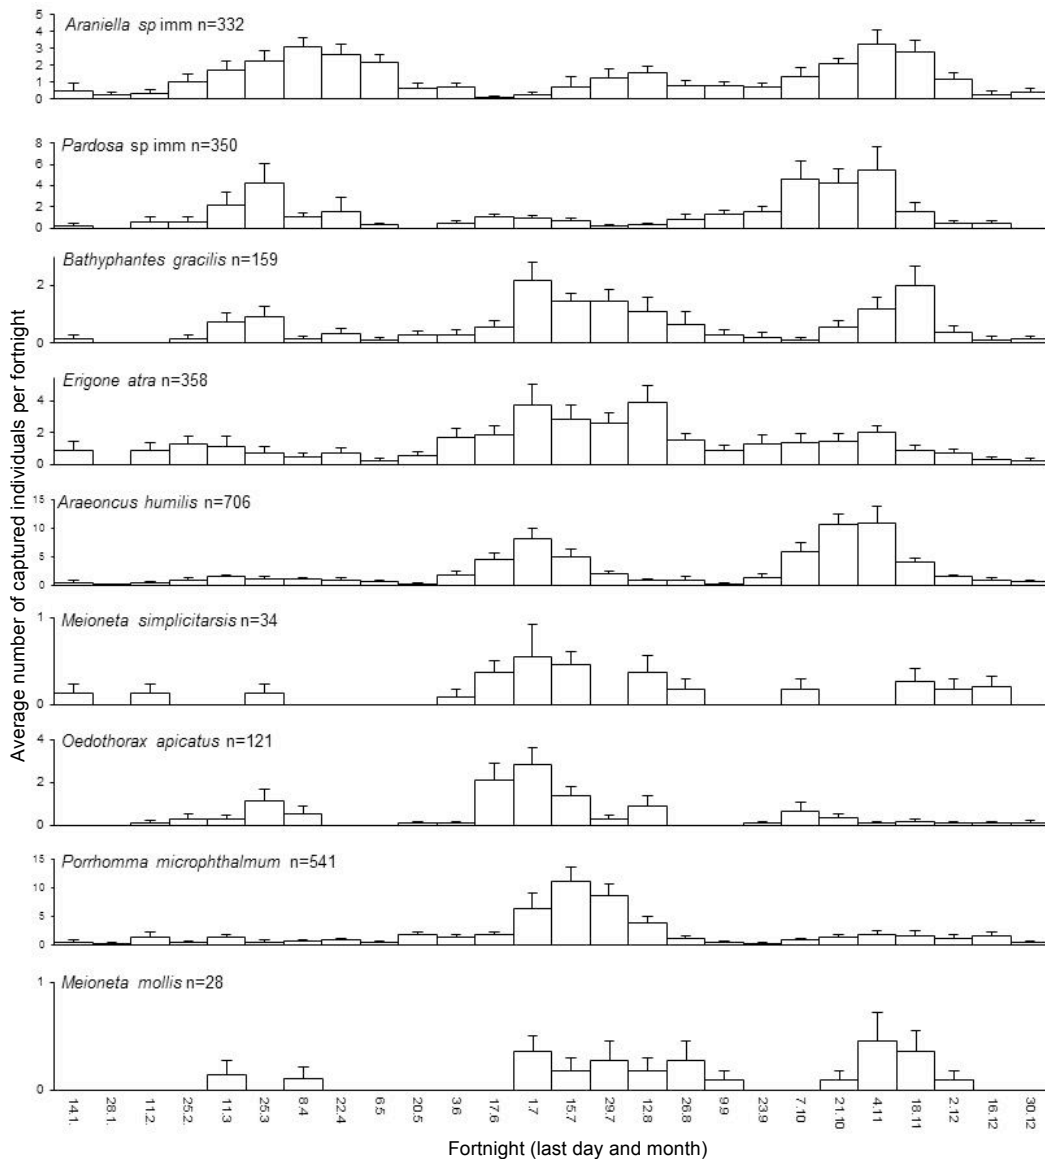 Average number of captured individuals per fortnight
Araniella sp imm n=332
5
4
3
2
1
0
Pardosa sp imm n=350
8
6
4
2
0
Bathyphantes gracilis n=159
2
0
Erigone atra n=358
4
2
0
Araeoncus humilis n=706
15
10
5
0
Meioneta simplicitarsis n=34
1
0
Oedothorax apicatus n=121
4
2
0
Porrhomma microphthalmum n=541
15
10
5
0
Meioneta mollis n=28
1
0
14.1. 28.1. 11.2. 25.2. 11.3 25.3 8.4 22.4 6.5 20.5 3.6 17.6 1.7 15.7 29.7 12.8 26.8 9.9 23.9 7.10 21.10 4.11 18.11 2.12 16.12 30.12
Fortnight (last day and month)